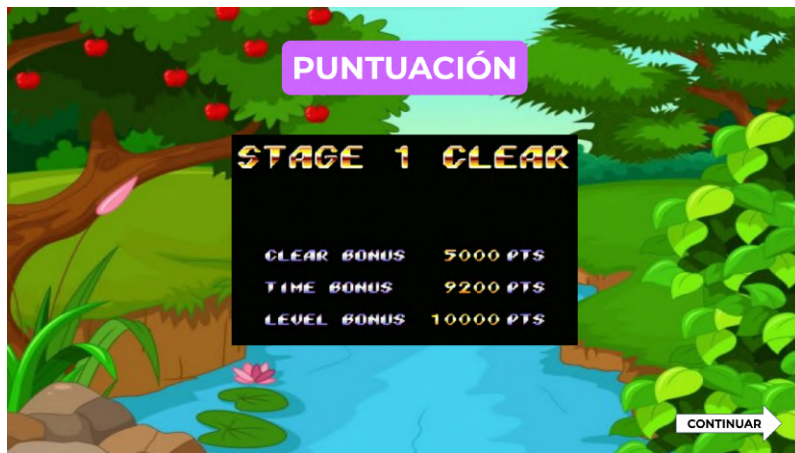 PUNTUACIÓN
STAGE 1 CLEAR
CLEAR BONUS 5000 PTS
TIME BONUS 9200 PTS
LEVEL BONUS 10000 PTS
CONTINUAR